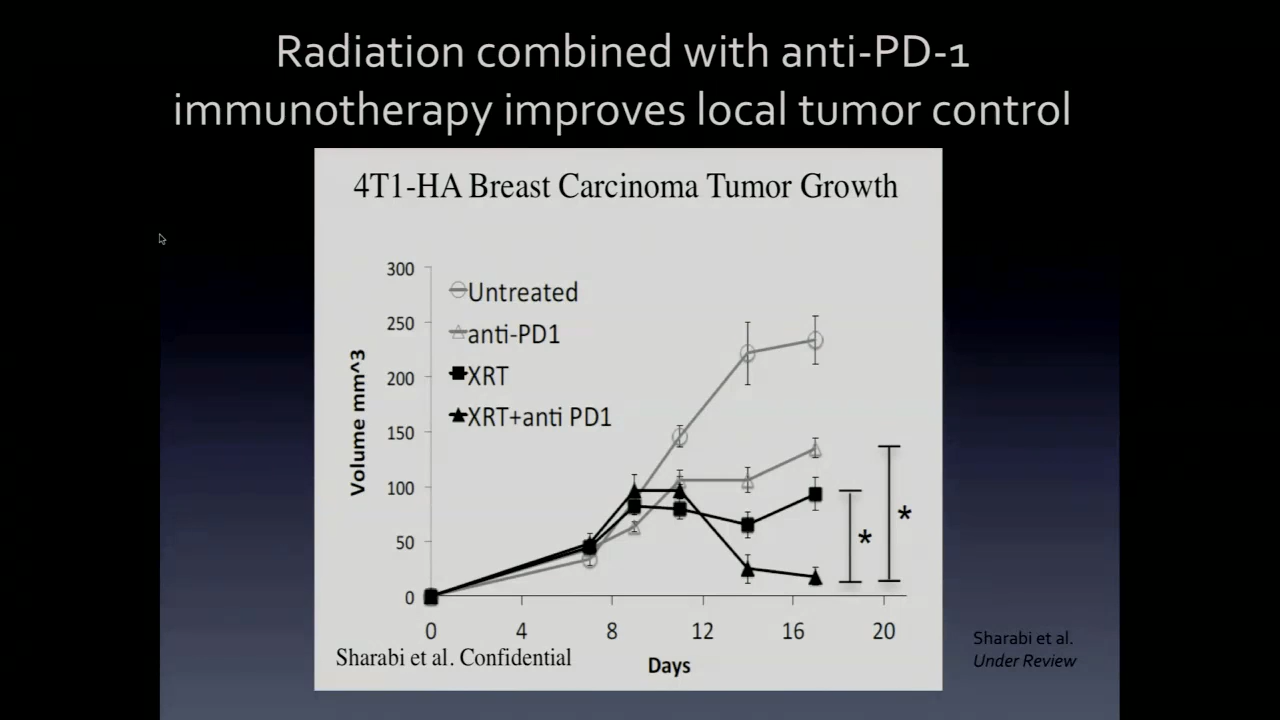 Radiation combined with anti-PD-1
immunotherapy improves local tumor control
4T1-HA Breast Carcinoma Tumor Growth
300
250
200
150
100
50
0
Volume mm^3
Untreated
anti-PD1
XRT
XRT+anti PD1
*
*
0 4 8 12 16 20
Days
Sharabi et al. Confidential
Sharabi et al.
Under Review